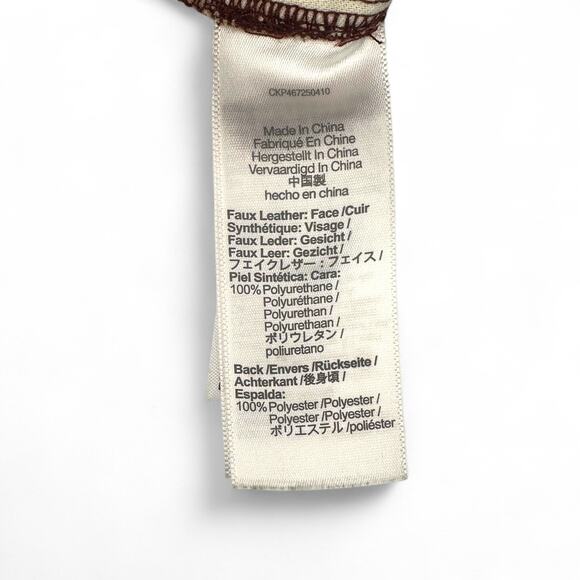 CKP467250410
Made In China
Fabriqué En Chine
Hergestellt In China
Vervaardigd In China
中国製
hecho en china
Faux Leather: Face /Cuir
Synthétique: Visage /
Faux Leder: Gesicht /
Faux Leer: Gezicht /
フェイクレザー：フェイス /
Piel Sintética: Cara:
100% Polyurethane /
Polyuréthane /
Polyurethan /
Polyurethaan /
ポリウレタン /
poliuretano
Back /Envers /Rückseite /
Achterkant /後身頃 /
Espalda:
100% Polyester /Polyester /
Polyester /Polyester /
ポリエステル /poliéster